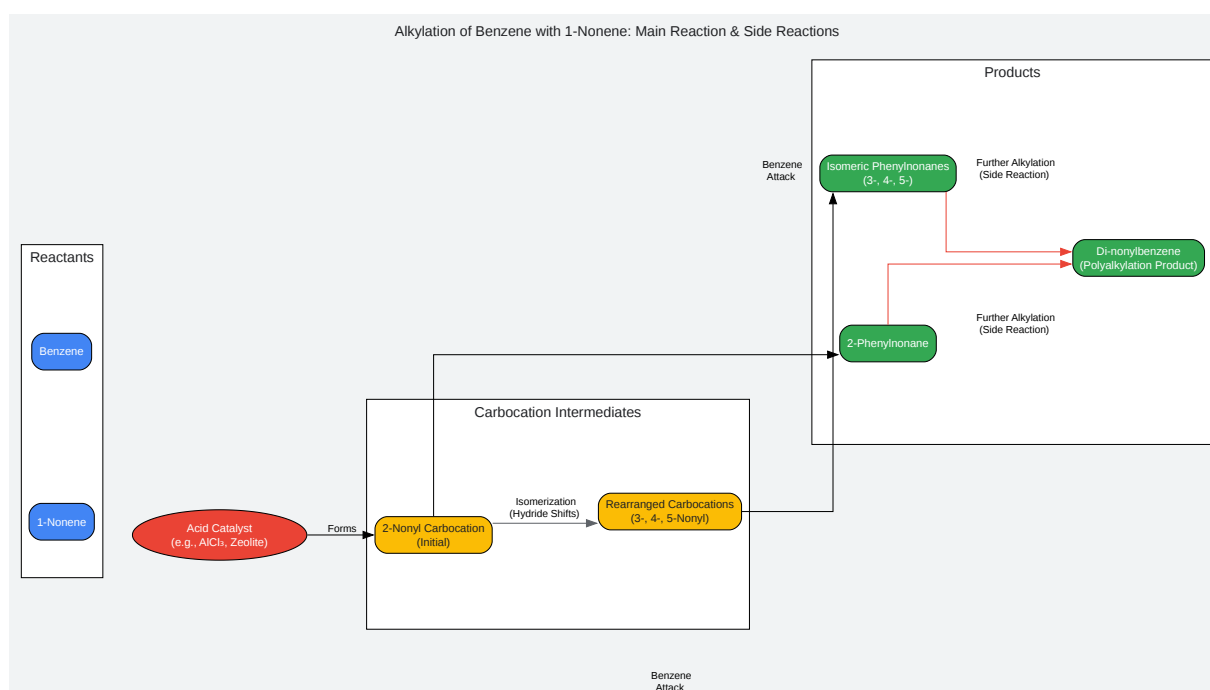 Alkylation of Benzene with 1-Nonene: Main Reaction & Side Reactions
Products
Benzene
Attack
Isomeric Phenylnonanes
(3-, 4-, 5-)
Further Alkylation
(Side Reaction)
Reactants
Di-nonylbenzene
(Polyalkylation Product)
Further Alkylation
(Side Reaction)
Benzene
2-Phenylnonane
Carbocation Intermediates
1-Nonene
Acid Catalyst
(e.g., AlCl₃, Zeolite)
Forms
2-Nonyl Carbocation
(Initial)
Isomerization
(Hydride Shifts)
Rearranged Carbocations
(3-, 4-, 5-Nonyl)
Benzene
Attack